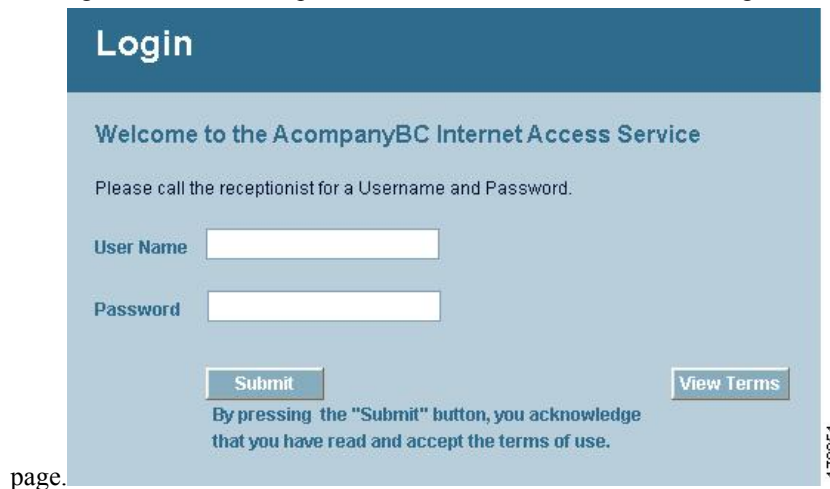 Login
Welcome to the AcompanyBC Internet Access Service
Please call the receptionist for a Username and Password.
User Name
Password
Submit
View Terms
By pressing the "Submit" button, you acknowledge
that you have read and accept the terms of use.
page.